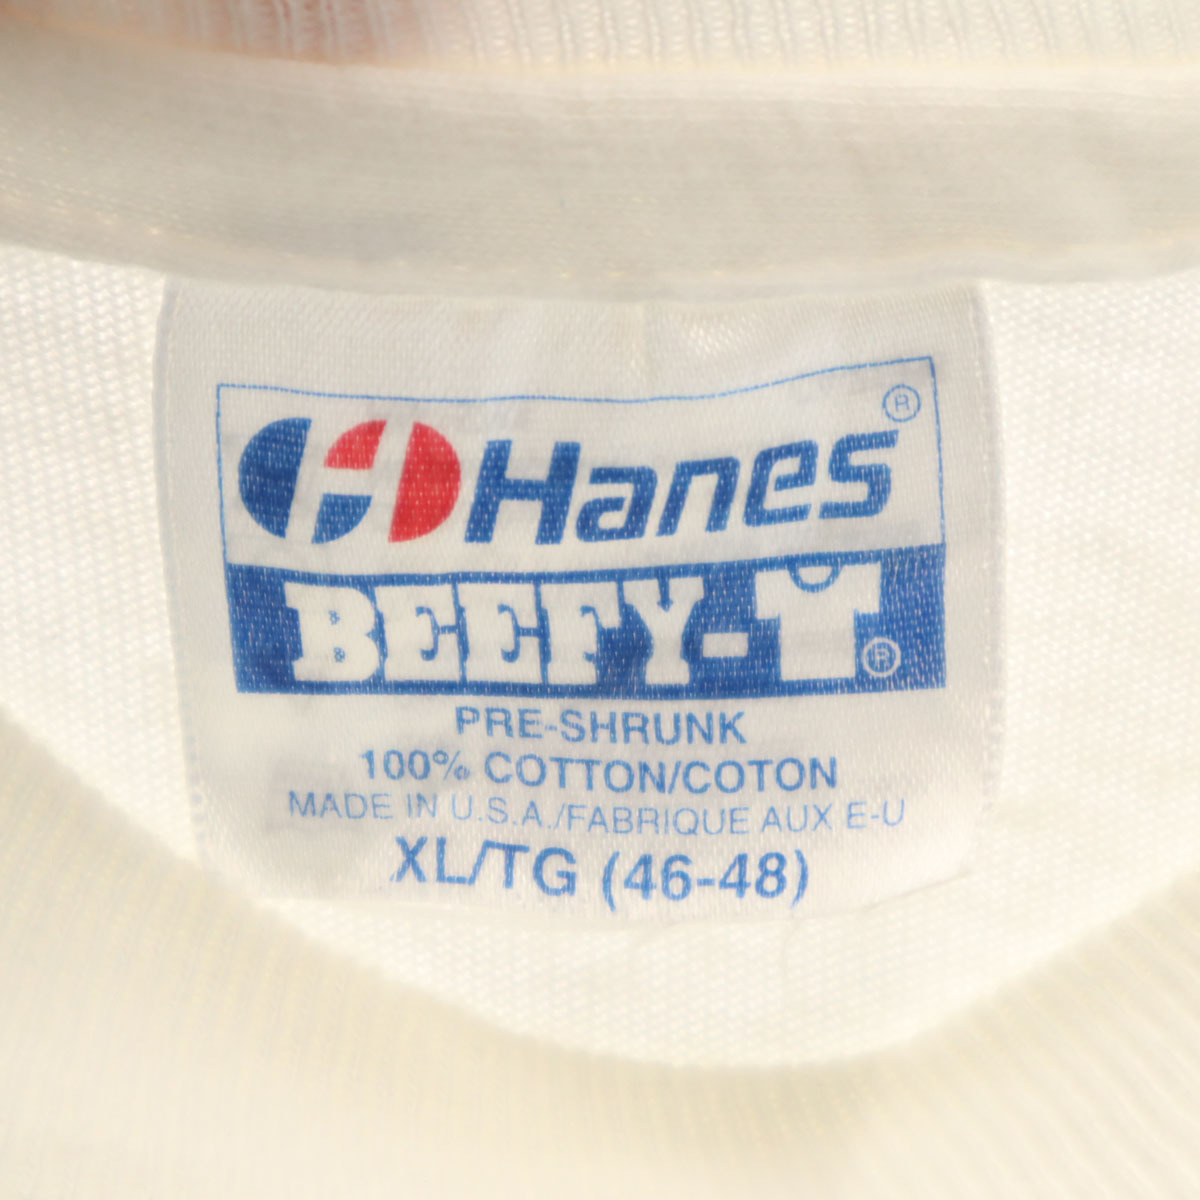 Hanes®
BEEFY-T®
PRE-SHRUNK
100% COTTON/COTON
MADE IN U.S.A./FABRIQUE AUX E-U
XL/TG (46-48)